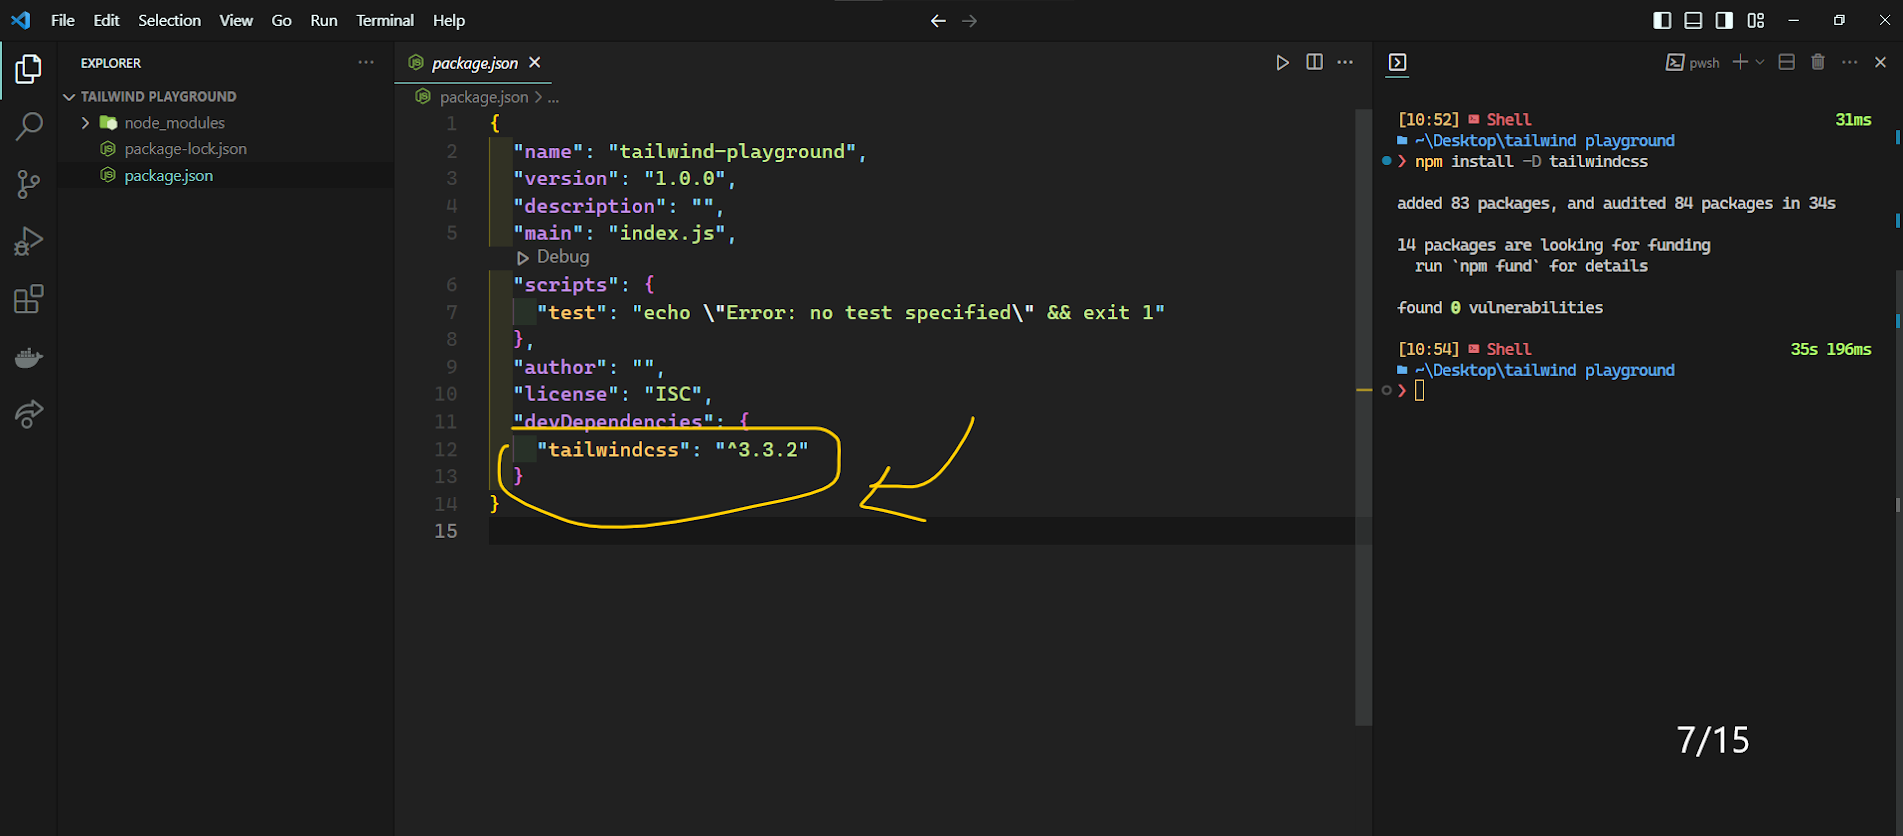 File Edit Selection View Go Run Terminal Help
EXPLORER
TAILWIND PLAYGROUND
node_modules
package-lock.json
package.json
package.json
package.json > ...
1 {
2 "name": "tailwind-playground",
3 "version": "1.0.0",
4 "description": "",
5 "main": "index.js",
Debug
6 "scripts": {
7 "test": "echo \"Error: no test specified\" && exit 1"
8 },
9 "author": "",
10 "license": "ISC",
11 "devDependencies": {
12 "tailwindcss": "^3.3.2"
13 }
14 }
15
pwsh
[10:52] Shell 31ms
~\Desktop\tailwind playground
❯ npm install -D tailwindcss
added 83 packages, and audited 84 packages in 34s
14 packages are looking for funding
run `npm fund` for details
found 0 vulnerabilities
[10:54] Shell 35s 196ms
~\Desktop\tailwind playground
❯
7/15